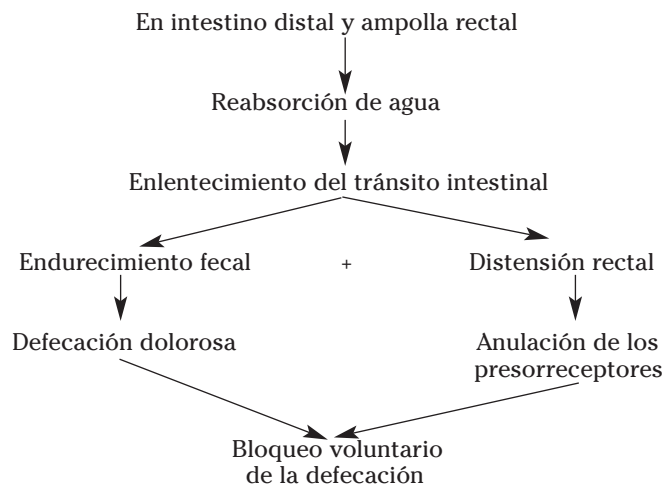 En intestino distal y ampolla rectal
Reabsorción de agua
Enlentecimiento del tránsito intestinal
Endurecimiento fecal + Distensión rectal
Defecación dolorosa
Anulación de los
presorreceptores
Bloqueo voluntario
de la defecación